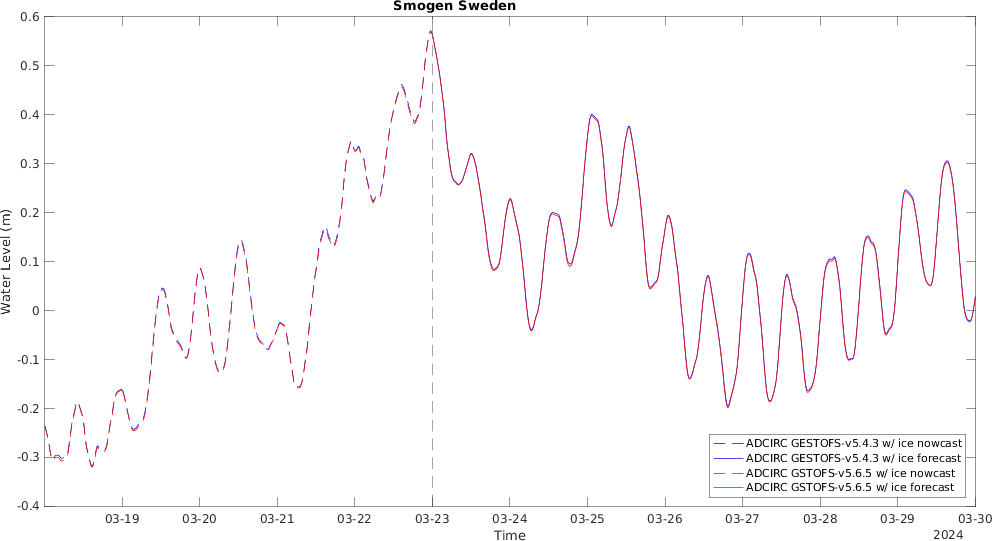 Smogen Sweden
0.6
0.5
0.4
0.3
0.2
0.1
0
-0.1
-0.2
-0.3
-0.4
Water Level (m)
ADCIRC GESTOFS-v5.4.3 w/ ice nowcast
ADCIRC GESTOFS-v5.4.3 w/ ice forecast
ADCIRC GSTOFS-v5.6.5 w/ ice nowcast
ADCIRC GSTOFS-v5.6.5 w/ ice forecast
03-19 03-20 03-21 03-22 03-23 03-24 03-25 03-26 03-27 03-28 03-29 03-30
Time
2024